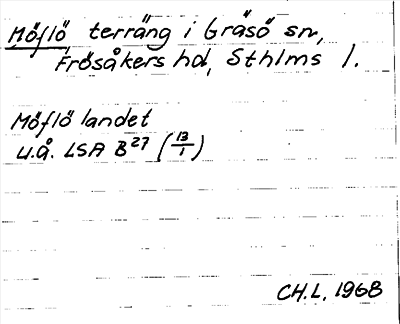 Möflö terräng i Gräsö sn,
Frösåkers hd, Sthlms l.
Möflö landet
u.å. LSA B27 (13/1)
CH.L. 1968